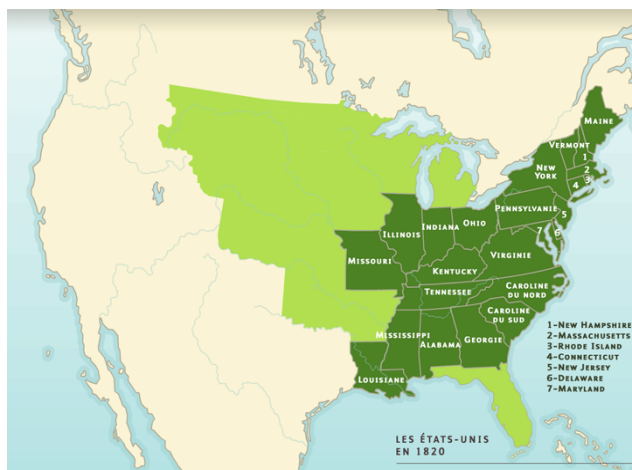 MAINE
VERMONT
1
NEW
YORK
2
3
4
PENNSYLVANIE
5
7
6
ILLINOIS
INDIANA
OHIO
VIRGINIE
MISSOURI
KENTUCKY
TENNESSEE
CAROLINE
DU NORD
CAROLINE
DU SUD
MISSISSIPPI
ALABAMA
GEORGIE
LOUISIANE
1-NEW HAMPSHIRE
2-MASSACHUSETTS
3-RHODE ISLAND
4-CONNECTICUT
5-NEW JERSEY
6-DELAWARE
7-MARYLAND
LES ÉTATS-UNIS
EN 1820